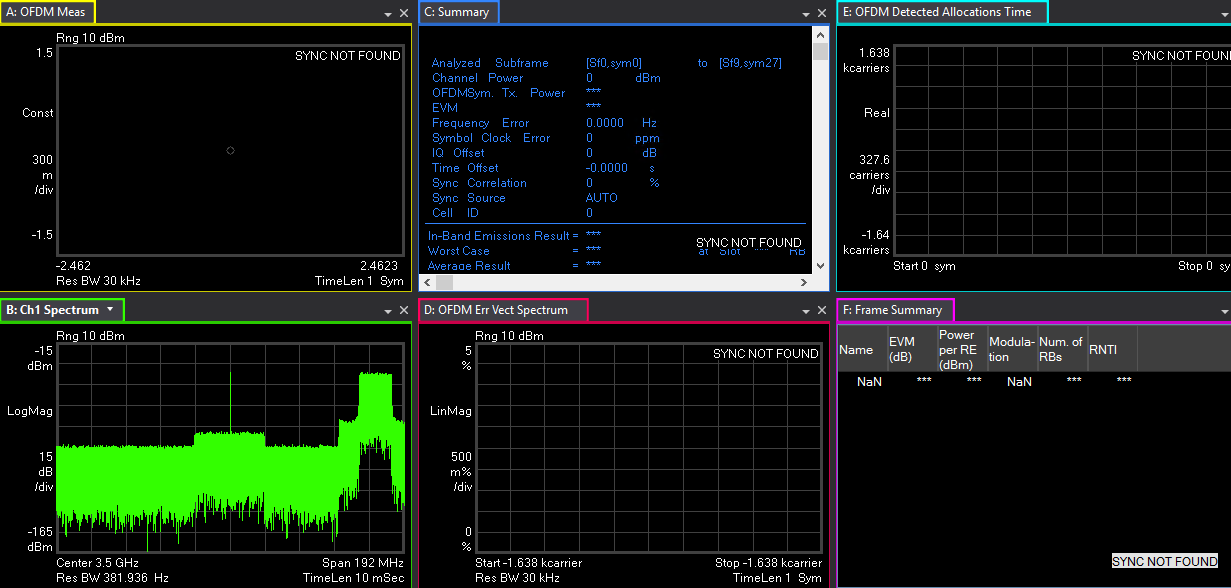 A: OFDM Meas
Rng 10 dBm
1.5
SYNC NOT FOUND
Const
300
m
/div
-1.5
-2.462
2.4623
Res BW 30 kHz
TimeLen 1 Sym
C: Summary
Analyzed Subframe [Sf0,sym0] to [Sf9,sym27]
Channel Power 0 dBm
OFDMSym. Tx. Power ***
EVM ***
Frequency Error 0.0000 Hz
Symbol Clock Error 0 ppm
IQ Offset 0 dB
Time Offset -0.0000 s
Sync Correlation 0 %
Sync Source AUTO
Cell ID 0
In-Band Emissions Result = ***
SYNC NOT FOUND
Worst Case = *** at Slot RB
Average Result = ***
E: OFDM Detected Allocations Time
1.638
kcarriers
SYNC NOT FOUN
Real
327.6
carriers
/div
-1.64
kcarriers
Start 0 sym
Stop 0 sy
B: Ch1 Spectrum
Rng 10 dBm
-15
dBm
LogMag
15
dB
/div
-165
dBm
Center 3.5 GHz
Span 192 MHz
Res BW 381.936 Hz
TimeLen 10 mSec
D: OFDM Err Vect Spectrum
Rng 10 dBm
5
%
SYNC NOT FOUND
LinMag
500
m%
/div
0
%
Start -1.638 kcarrier
Stop -1.638 kcarrier
Res BW 30 kHz
TimeLen 1 Sym
F: Frame Summary
Name
EVM
(dB)
Power
per RE
(dBm)
Modula-
tion
Num. of
RBs
RNTI
NaN *** *** NaN *** ***
SYNC NOT FOUND